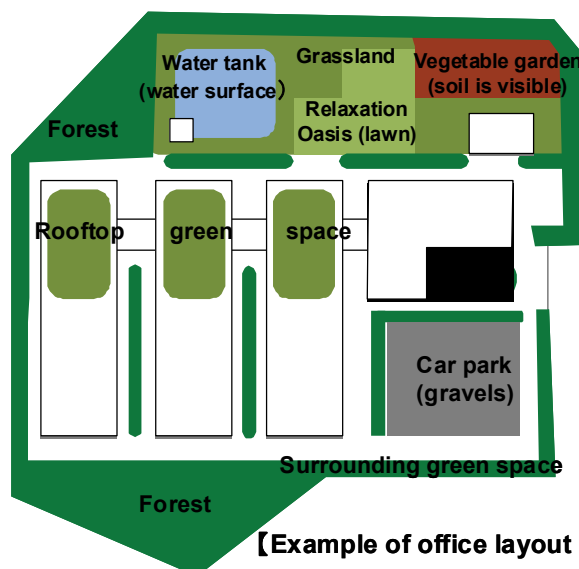 Grassland
Water tank
(water surface)
Vegetable garden
(soil is visible)
Relaxation
Oasis (lawn)
Forest
Rooftop green space
Car park
(gravels)
Surrounding green space
Forest
【Example of office layout